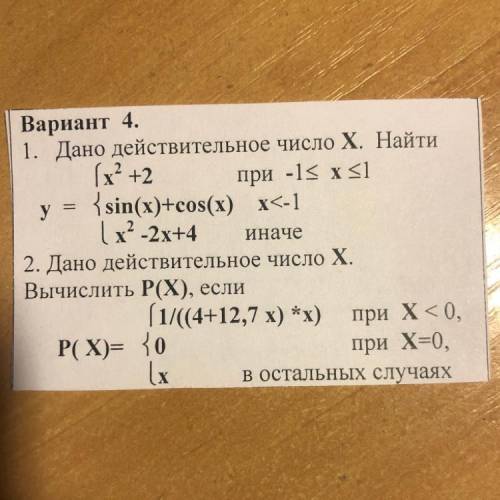 Вариант 4.
1. Дано действительное число X. Найти
⎧x² +2 при -1≤ x ≤1
y = ⎨sin(x)+cos(x) x<-1
⎩x² -2x+4 иначе
2. Дано действительное число X.
Вычислить P(X), если
⎧1/((4+12,7 x) *x) при X < 0,
P( X)= ⎨0 при X=0,
⎩x в остальных случаях